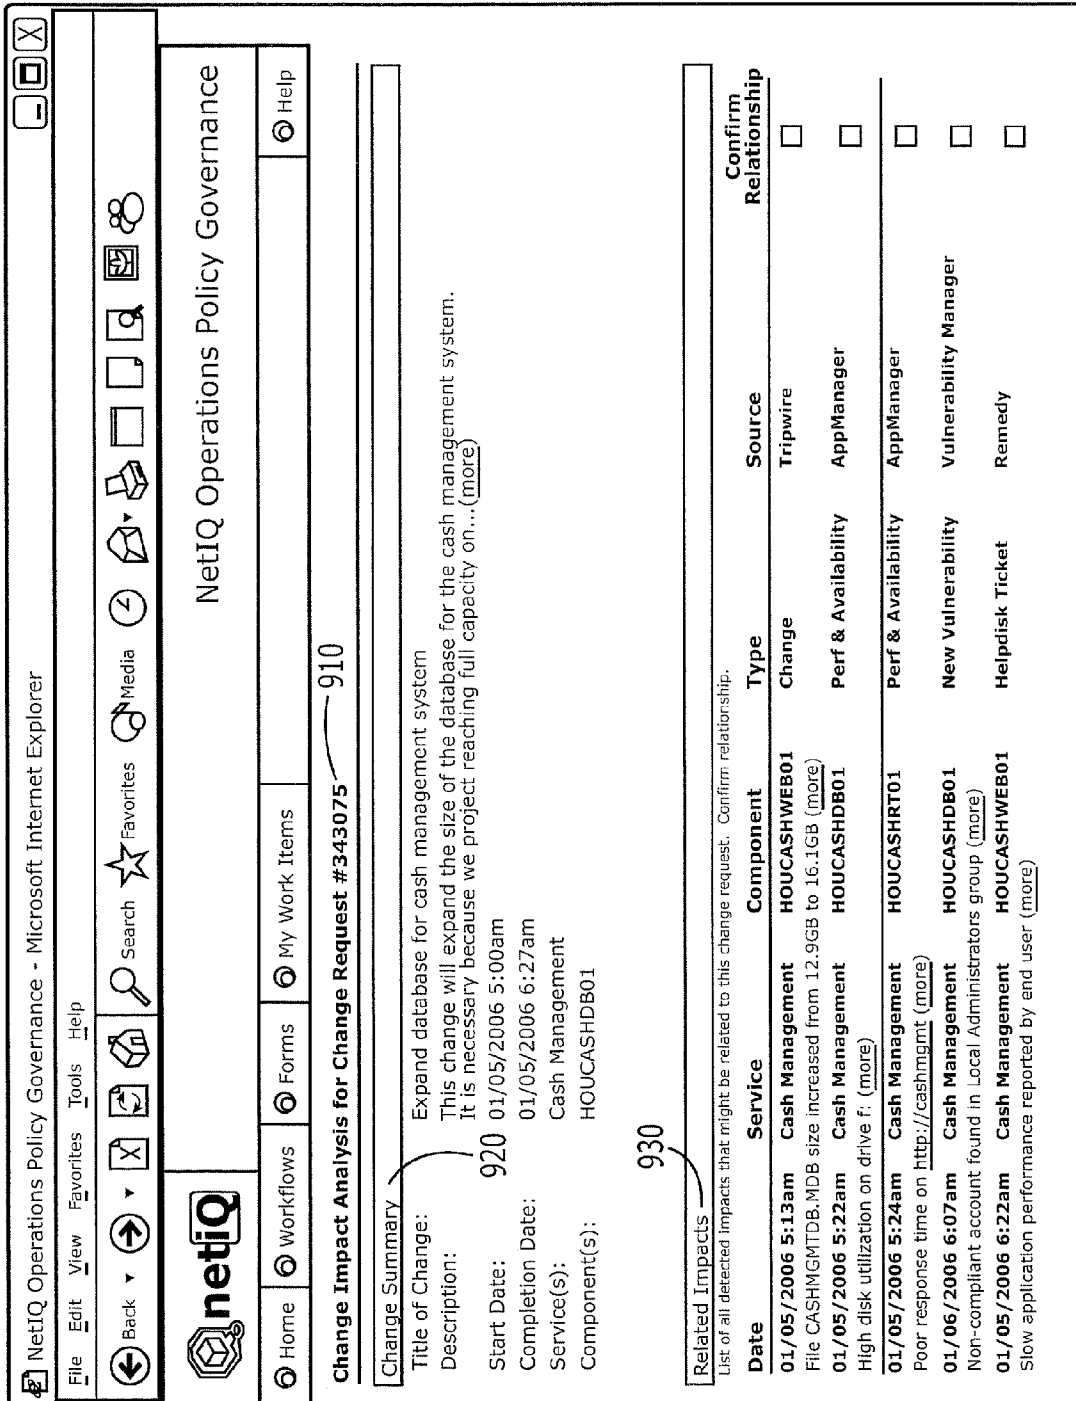 NetIQ Operations Policy Governance - Microsoft Internet Explorer
File Edit View Favorites Tools Help
Back Search Favorites Media
netiQ
NetIQ Operations Policy Governance
Home Workflows Forms My Work Items Help
Change Impact Analysis for Change Request #343075 910
Change Summary 920
Title of Change: Expand database for cash management system
Description: This change will expand the size of the database for the cash management system.
It is necessary because we project reaching full capacity on...(more)
Start Date: 01/05/2006 5:00am
Completion Date: 01/05/2006 6:27am
Service(s): Cash Management
Component(s): HOUCASHDB01
Related Impacts 930
List of all detected impacts that might be related to this change request. Confirm relationship.
Date Service Component Type Source Confirm Relationship
01/05/2006 5:13am Cash Management HOUCASHWEB01 Change Tripwire
File CASHMGMTDB.MDB size increased from 12.9GB to 16.1GB (more)
01/05/2006 5:22am Cash Management HOUCASHDB01 Perf & Availability AppManager
High disk utilization on drive f: (more)
01/05/2006 5:24am Cash Management HOUCASHRT01 Perf & Availability AppManager
Poor response time on http://cashmgmt (more)
01/06/2006 6:07am Cash Management HOUCASHDB01 New Vulnerability Vulnerability Manager
Non-compliant account found in Local Administrators group (more)
01/05/2006 6:22am Cash Management HOUCASHWEB01 Helpdisk Ticket Remedy
Slow application performance reported by end user (more)